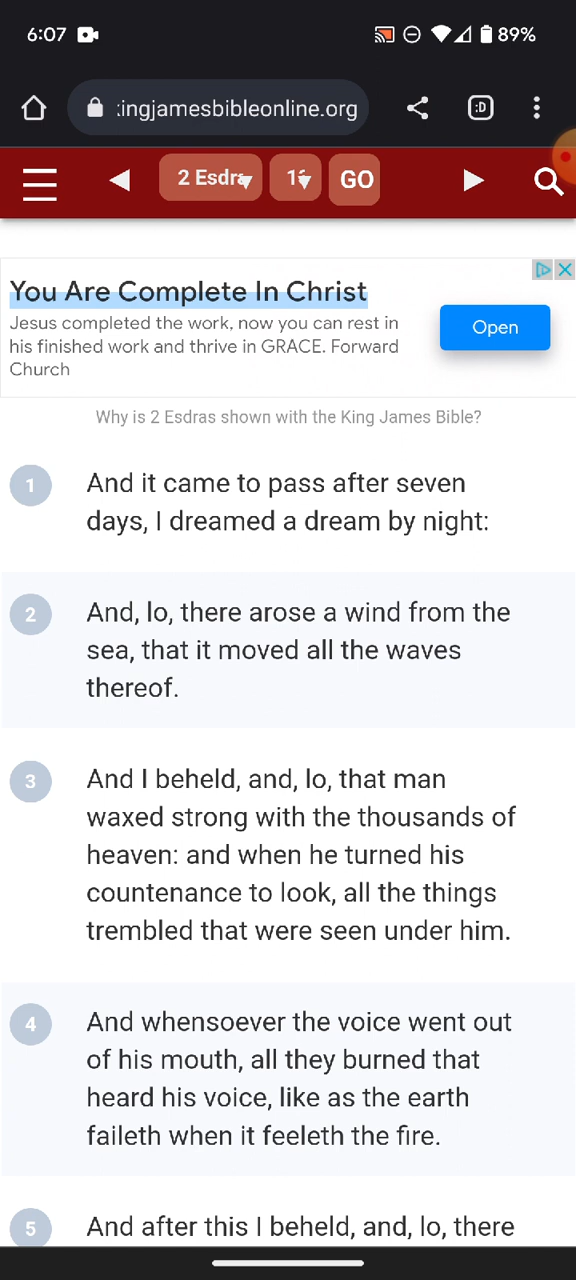 6:07
89%
:ingjamesbibleonline.org
:D
2 Esdra
GO
You Are Complete In Christ
Jesus completed the work, now you can rest in
his finished work and thrive in GRACE. Forward
Church
Open
Why is 2 Esdras shown with the King James Bible?
1
And it came to pass after seven
days, I dreamed a dream by night:
2
And, lo, there arose a wind from the
sea, that it moved all the waves
thereof.
3
And I beheld, and, lo, that man
waxed strong with the thousands of
heaven: and when he turned his
countenance to look, all the things
trembled that were seen under him.
4
And whensoever the voice went out
of his mouth, all they burned that
heard his voice, like as the earth
faileth when it feeleth the fire.
5
And after this I beheld, and, lo, there